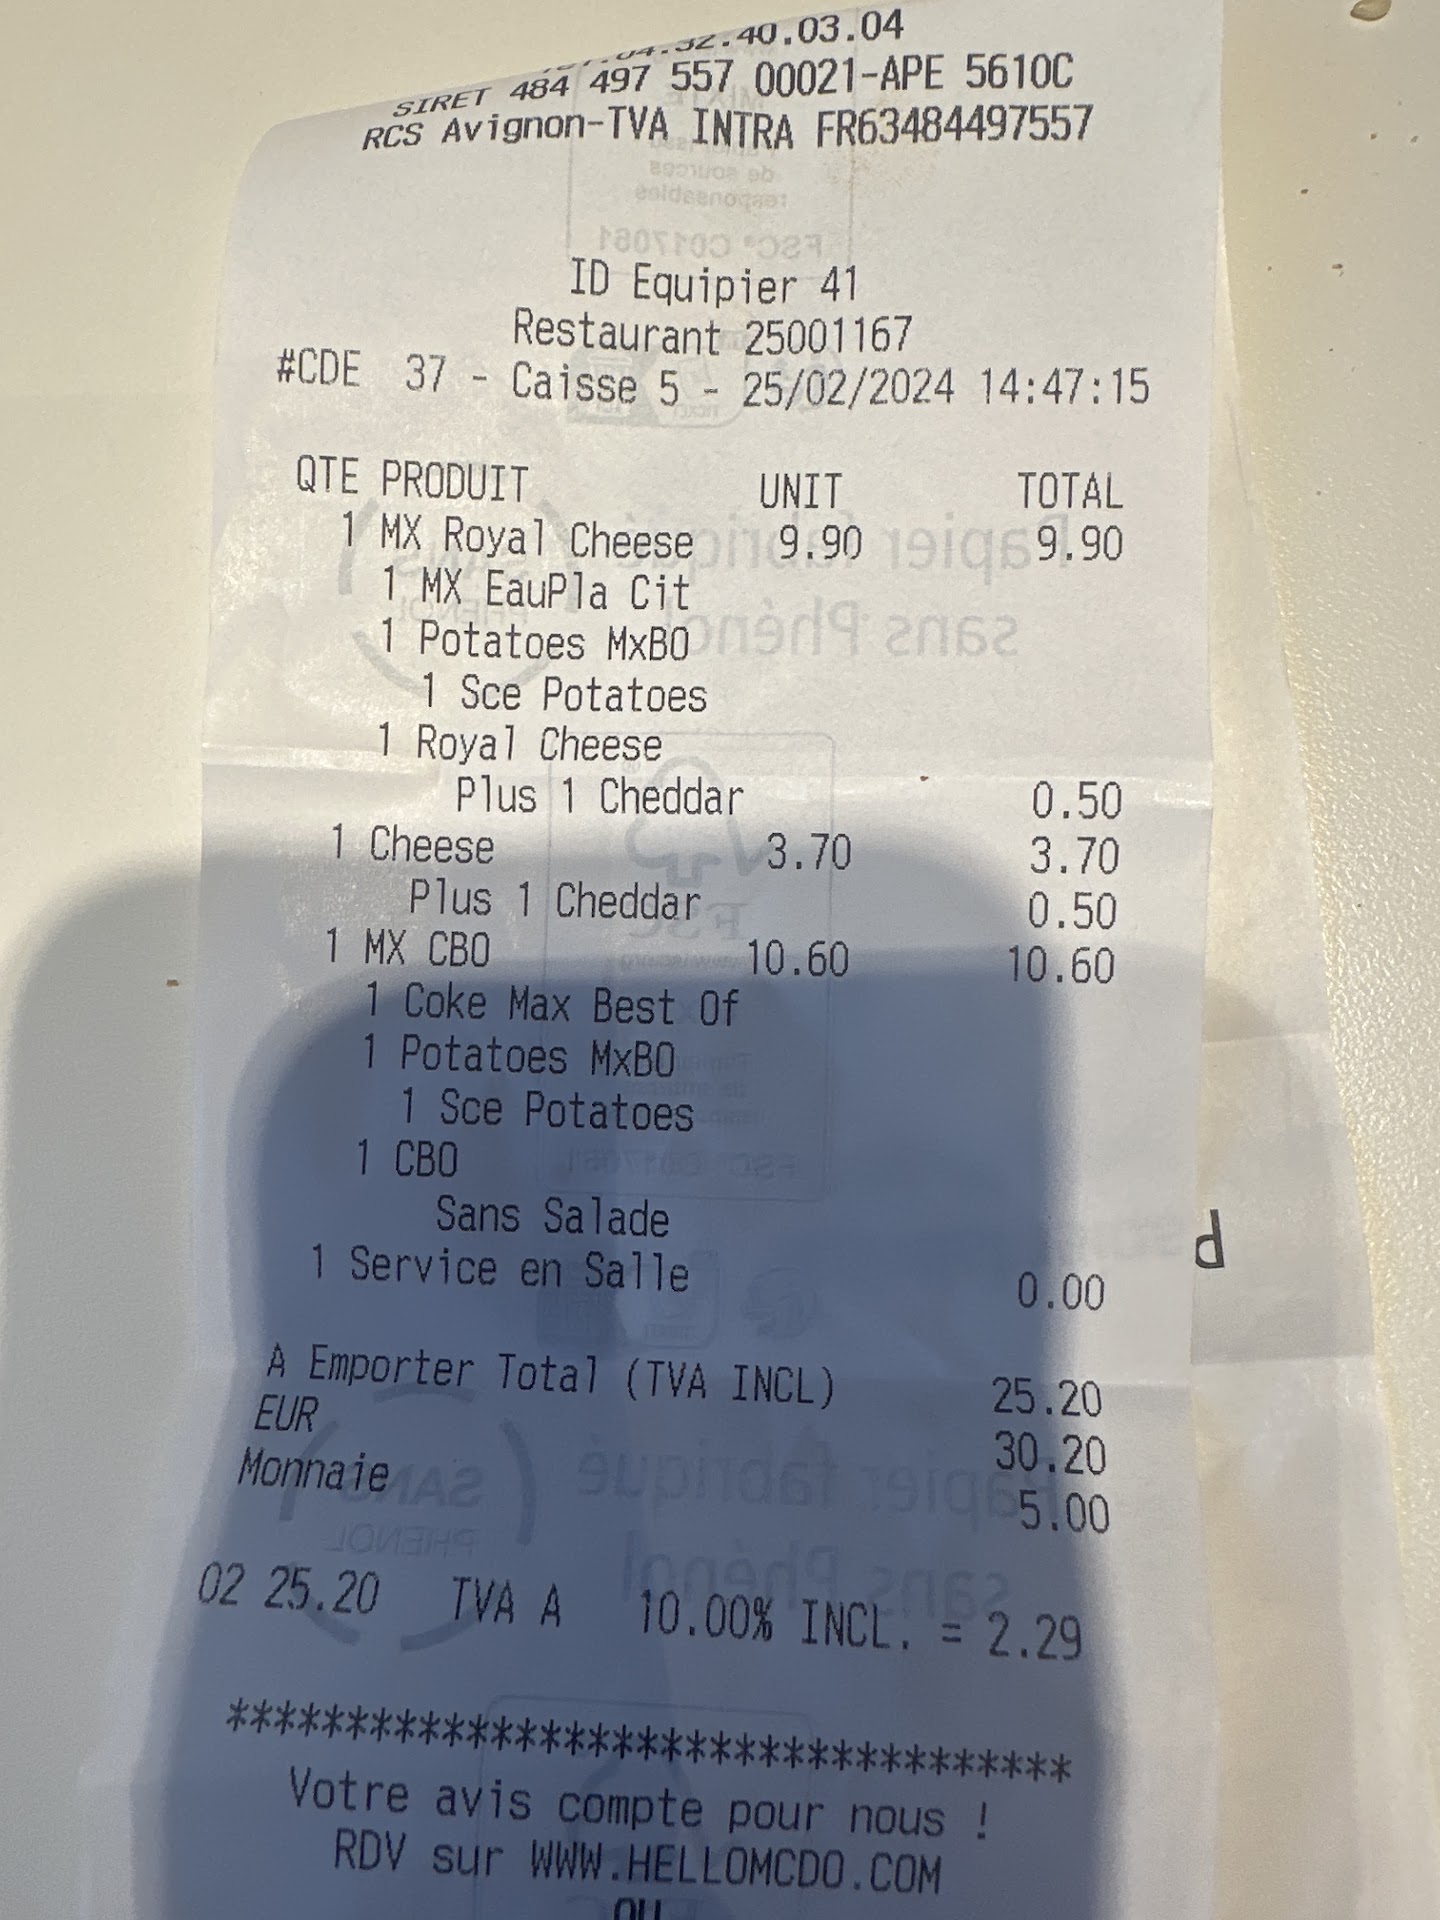 .32.40.03.04
SIRET 484 497 557 00021-APE 5610C
RCS Avignon-TVA INTRA FR63484497557
ID Equipier 41
Restaurant 25001167
#CDE 37 - Caisse 5 - 25/02/2024 14:47:15
QTE PRODUIT UNIT TOTAL
1 MX Royal Cheese 9.90 9.90
1 MX EauPla Cit
1 Potatoes MxBO
1 Sce Potatoes
1 Royal Cheese
Plus 1 Cheddar 0.50
1 Cheese 3.70 3.70
Plus 1 Cheddar 0.50
1 MX CBO 10.60 10.60
1 Coke Max Best Of
1 Potatoes MxBO
1 Sce Potatoes
1 CBO
Sans Salade
1 Service en Salle 0.00
A Emporter Total (TVA INCL) 25.20
EUR 30.20
Monnaie 5.00
02 25.20 TVA A 10.00% INCL. = 2.29
************************************
Votre avis compte pour nous !
RDV sur WWW.HELLOMCDO.COM
OU